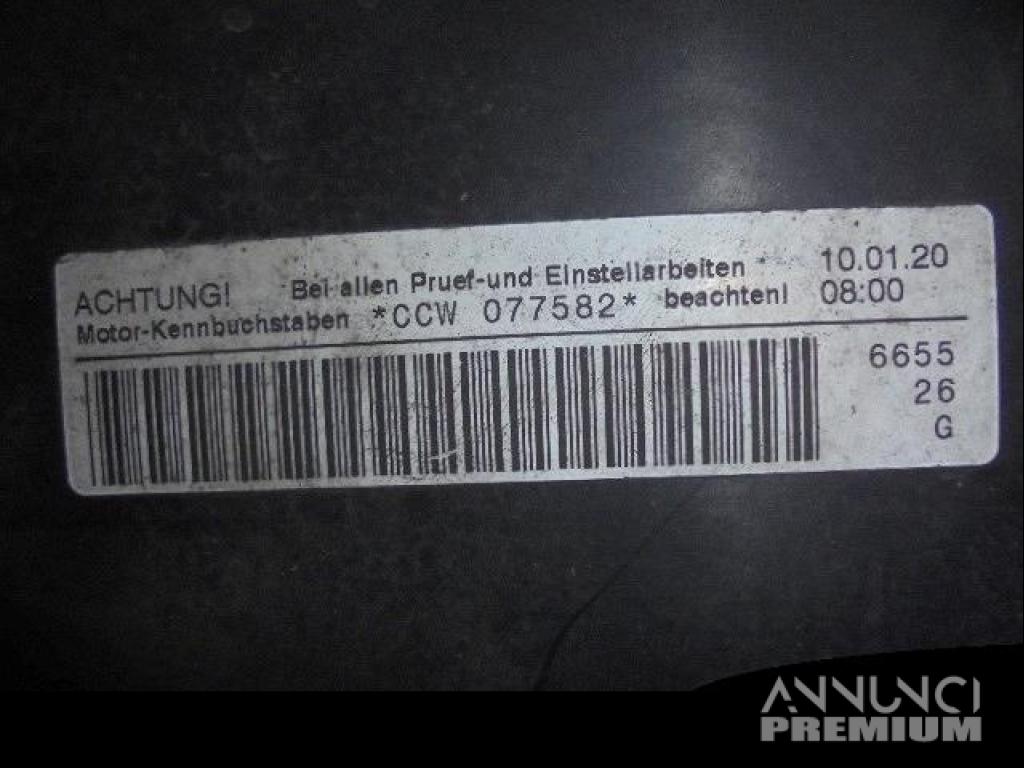 ACHTUNG! Bei allen Pruef-und Einstellarbeiten 10.01.20
Motor-Kennbuchstaben *CCW 077582* beachten! 08:00
6655
26
G
ANNUNCI
PREMIUM